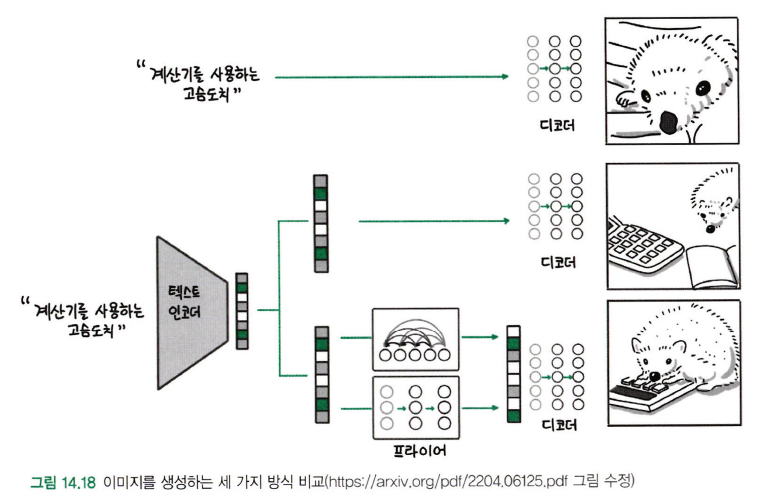 “계산기를 사용하는
고슴도치”
디코더
디코더
텍스트
인코더
“계산기를 사용하는
고슴도치”
디코더
프라이어
그림 14.18 이미지를 생성하는 세 가지 방식 비교(https://arxiv.org/pdf/2204.06125.pdf 그림 수정)